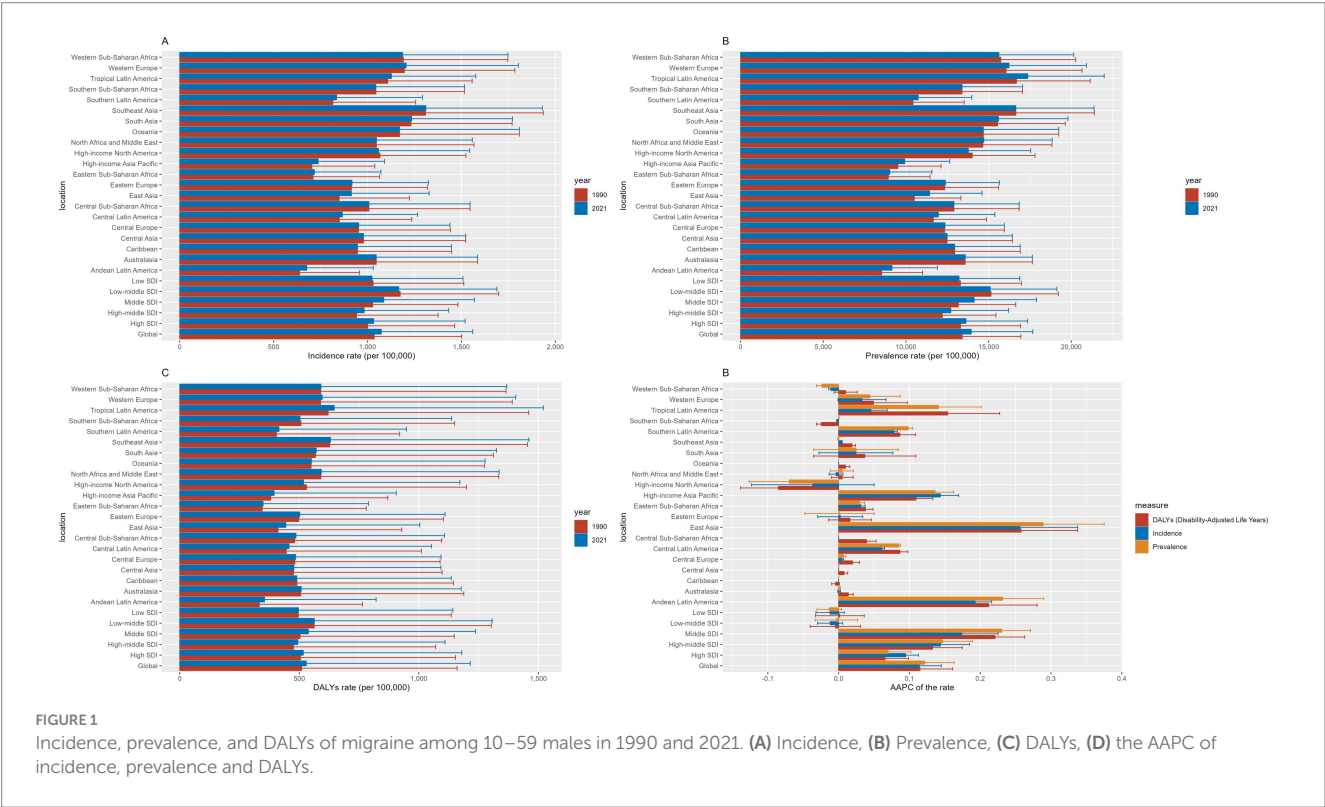 A
location
Western Sub-Saharan Africa
Western Europe
Tropical Latin America
Southern Sub-Saharan Africa
Southern Latin America
Southeast Asia
South Asia
Oceania
North Africa and Middle East
High-income North America
High-income Asia Pacific
Eastern Sub-Saharan Africa
Eastern Europe
East Asia
Central Sub-Saharan Africa
Central Latin America
Central Europe
Central Asia
Caribbean
Australasia
Andean Latin America
Low SDI
Low-middle SDI
Middle SDI
High-middle SDI
High SDI
Global
0 500 1,000 1,500 2,000
Incidence rate (per 100,000)
year
1990
2021
B
location
Western Sub-Saharan Africa
Western Europe
Tropical Latin America
Southern Sub-Saharan Africa
Southern Latin America
Southeast Asia
South Asia
Oceania
North Africa and Middle East
High-income North America
High-income Asia Pacific
Eastern Sub-Saharan Africa
Eastern Europe
East Asia
Central Sub-Saharan Africa
Central Latin America
Central Europe
Central Asia
Caribbean
Australasia
Andean Latin America
Low SDI
Low-middle SDI
Middle SDI
High-middle SDI
High SDI
Global
0 5,000 10,000 15,000 20,000
Prevalence rate (per 100,000)
year
1990
2021
C
location
Western Sub-Saharan Africa
Western Europe
Tropical Latin America
Southern Sub-Saharan Africa
Southern Latin America
Southeast Asia
South Asia
Oceania
North Africa and Middle East
High-income North America
High-income Asia Pacific
Eastern Sub-Saharan Africa
Eastern Europe
East Asia
Central Sub-Saharan Africa
Central Latin America
Central Europe
Central Asia
Caribbean
Australasia
Andean Latin America
Low SDI
Low-middle SDI
Middle SDI
High-middle SDI
High SDI
Global
0 500 1,000 1,500
DALYs rate (per 100,000)
year
1990
2021
B
location
Western Sub-Saharan Africa
Western Europe
Tropical Latin America
Southern Sub-Saharan Africa
Southern Latin America
Southeast Asia
South Asia
Oceania
North Africa and Middle East
High-income North America
High-income Asia Pacific
Eastern Sub-Saharan Africa
Eastern Europe
East Asia
Central Sub-Saharan Africa
Central Latin America
Central Europe
Central Asia
Caribbean
Australasia
Andean Latin America
Low SDI
Low-middle SDI
Middle SDI
High-middle SDI
High SDI
Global
-0.1 0.0 0.1 0.2 0.3 0.4
AAPC of the rate
measure
DALYs (Disability-Adjusted Life Years)
Incidence
Prevalence
FIGURE 1
Incidence, prevalence, and DALYs of migraine among 10–59 males in 1990 and 2021. (A) Incidence, (B) Prevalence, (C) DALYs, (D) the AAPC of
incidence, prevalence and DALYs.